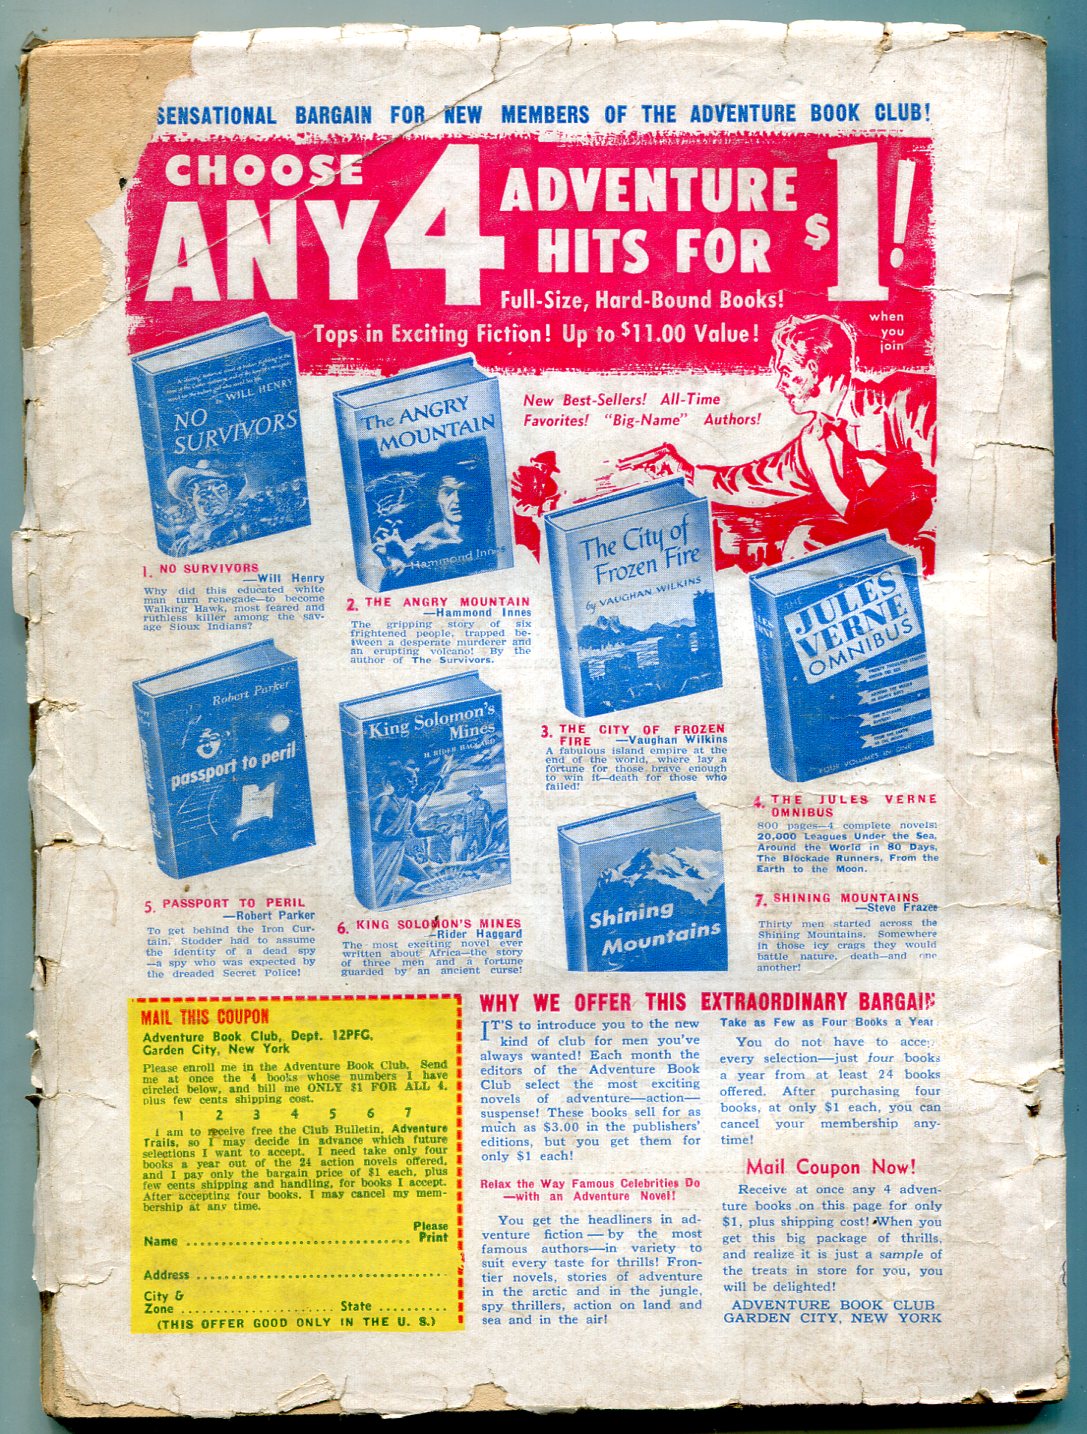 SENSATIONAL BARGAIN FOR NEW MEMBERS OF THE ADVENTURE BOOK CLUB!
CHOOSE
ANY 4
ADVENTURE
HITS FOR
$1!
Full-Size, Hard-Bound Books!
Tops in Exciting Fiction! Up to $11.00 Value!
when
you
join
New Best-Sellers! All-Time
Favorites! "Big-Name" Authors!
By WILL HENRY
NO
SURVIVORS
The ANGRY
MOUNTAIN
Hammond Innes
The City of
Frozen Fire
by VAUGHAN WILKINS
THE
JULES
VERNE
OMNIBUS
FOUR VOLUMES IN ONE
1. NO SURVIVORS
—Will Henry
Why did this educated white
man turn renegade—to become
Walking Hawk, most feared and
ruthless killer among the sav-
age Sioux Indians?
2. THE ANGRY MOUNTAIN
—Hammond Innes
The gripping story of six
frightened people, trapped be-
tween a desperate murderer and
an erupting volcano! By the
author of The Survivors.
3. THE CITY OF FROZEN
FIRE —Vaughan Wilkins
A fabulous island empire at the
end of the world, where lay a
fortune for those brave enough
to win it—death for those who
failed!
4. THE JULES VERNE
OMNIBUS
800 pages—4 complete novels:
20,000 Leagues Under the Sea,
Around the World in 80 Days,
The Blockade Runners, From the
Earth to the Moon.
Robert Parker
passport to peril
King Solomon's
Mines
H. RIDER HAGGARD
Shining
Mountains
5. PASSPORT TO PERIL
—Robert Parker
To get behind the Iron Cur-
tain, Stodder had to assume
the identity of a dead spy
—a spy who was expected by
the dreaded Secret Police!
6. KING SOLOMON'S MINES
—Rider Haggard
The most exciting novel ever
written about Africa—the story
of three men and a fortune
guarded by an ancient curse!
7. SHINING MOUNTAINS
—Steve Frazee
Thirty men started across the
Shining Mountains. Somewhere
in those icy crags they would
battle nature, death—and one
another!
MAIL THIS COUPON
Adventure Book Club, Dept. 12PFG,
Garden City, New York
Please enroll me in the Adventure Book Club. Send
me at once the 4 books whose numbers I have
circled below, and bill me ONLY $1 FOR ALL 4,
plus few cents shipping cost.
1 2 3 4 5 6 7
I am to receive free the Club Bulletin, Adventure
Trails, so I may decide in advance which future
selections I want to accept. I need take only four
books a year out of the 24 action novels offered,
and I pay only the bargain price of $1 each, plus
few cents shipping and handling, for books I accept.
After accepting four books, I may cancel my mem-
bership at any time.
Please
Print
Name
Address
City &
Zone State
(THIS OFFER GOOD ONLY IN THE U. S.)
WHY WE OFFER THIS EXTRAORDINARY BARGAIN
IT'S to introduce you to the new
kind of club for men you've
always wanted! Each month the
editors of the Adventure Book
Club select the most exciting
novels of adventure—action—
suspense! These books sell for as
much as $3.00 in the publishers'
editions, but you get them for
only $1 each!
Relax the Way Famous Celebrities Do
—with an Adventure Novel!
You get the headliners in ad-
venture fiction—by the most
famous authors—in variety to
suit every taste for thrills! Fron-
tier novels, stories of adventure
in the arctic and in the jungle,
spy thrillers, action on land and
sea and in the air!
Take as Few as Four Books a Year
You do not have to accept
every selection—just four books
a year from at least 24 books
offered. After purchasing four
books, at only $1 each, you can
cancel your membership any-
time!
Mail Coupon Now!
Receive at once any 4 adven-
ture books on this page for only
$1, plus shipping cost! When you
get this big package of thrills,
and realize it is just a sample of
the treats in store for you, you
will be delighted!
ADVENTURE BOOK CLUB
GARDEN CITY, NEW YORK